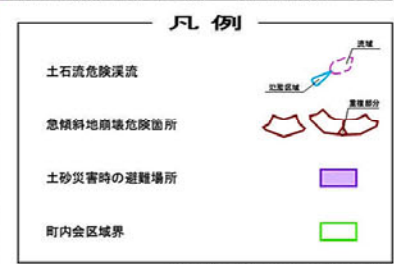 凡例
土石流危険渓流
流域
氾濫区域
急傾斜地崩壊危険箇所
重複部分
土砂災害時の避難場所
町内会区域界